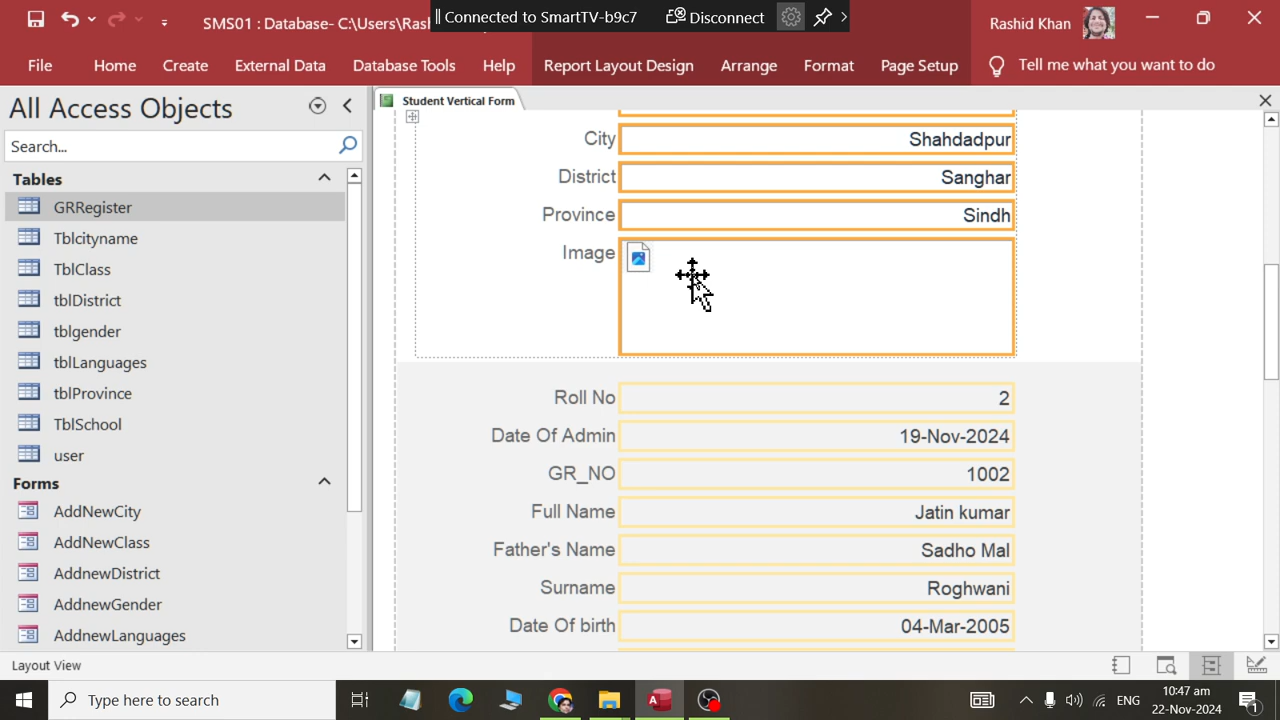 SMS01 : Database- C:\Users\Ras
Connected to SmartTV-b9c7
Disconnect
Rashid Khan
File
Home
Create
External Data
Database Tools
Help
Report Layout Design
Arrange
Format
Page Setup
Tell me what you want to do
All Access Objects
Search...
Tables
GRRegister
Tblcityname
TblClass
tblDistrict
tblgender
tblLanguages
tblProvince
TblSchool
user
Forms
AddNewCity
AddNewClass
AddnewDistrict
AddnewGender
AddnewLanguages
Student Vertical Form
City Shahdadpur
District Sanghar
Province Sindh
Image
Roll No 2
Date Of Admin 19-Nov-2024
GR_NO 1002
Full Name Jatin kumar
Father's Name Sadho Mal
Surname Roghwani
Date Of birth 04-Mar-2005
Layout View
Type here to search
ENG
10:47 am
22-Nov-2024
1